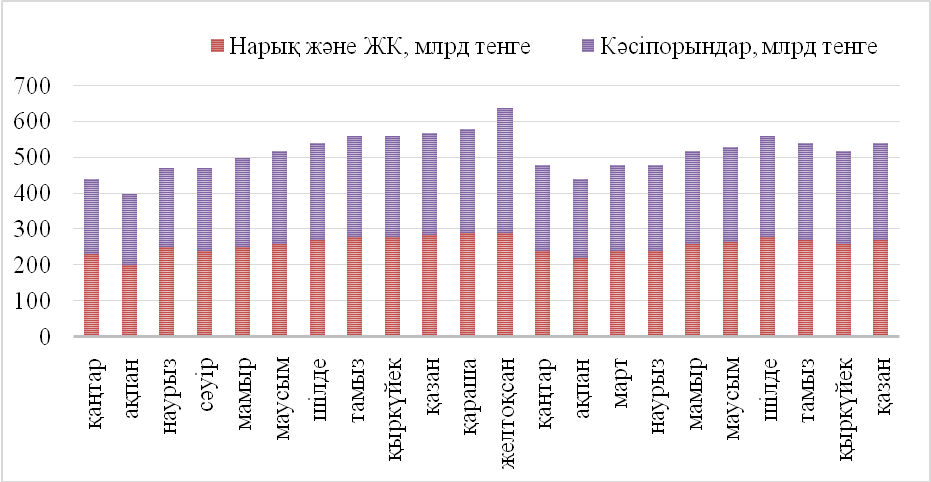 Нарық және ЖК, млрд тенге
Кәсіпорындар, млрд тенге
700
600
500
400
300
200
100
0
қаңтар
ақпан
наурыз
сәуір
мамыр
маусым
шілде
тамыз
қыркүйек
қазан
қараша
желтоқсан
қаңтар
ақпан
март
наурыз
мамыр
маусым
шілде
тамыз
қыркүйек
қазан